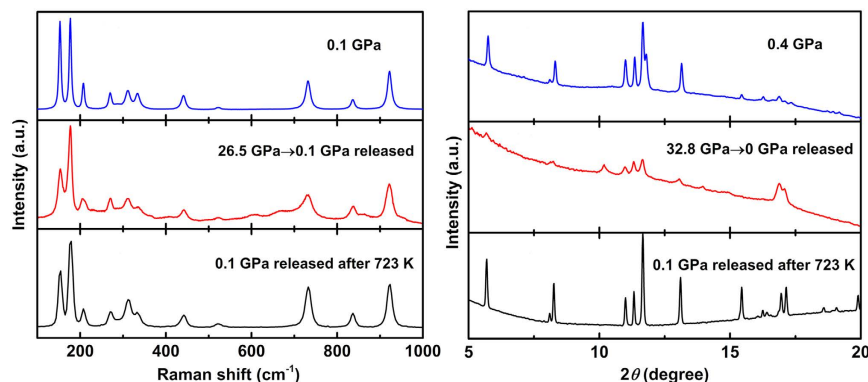 Intensity (a.u.)
0.1 GPa
26.5 GPa→0.1 GPa released
0.1 GPa released after 723 K
200 400 600 800 1000
Raman shift (cm⁻¹)
Intensity (a.u.)
0.4 GPa
32.8 GPa→0 GPa released
0.1 GPa released after 723 K
5 10 15 20
2θ (degree)